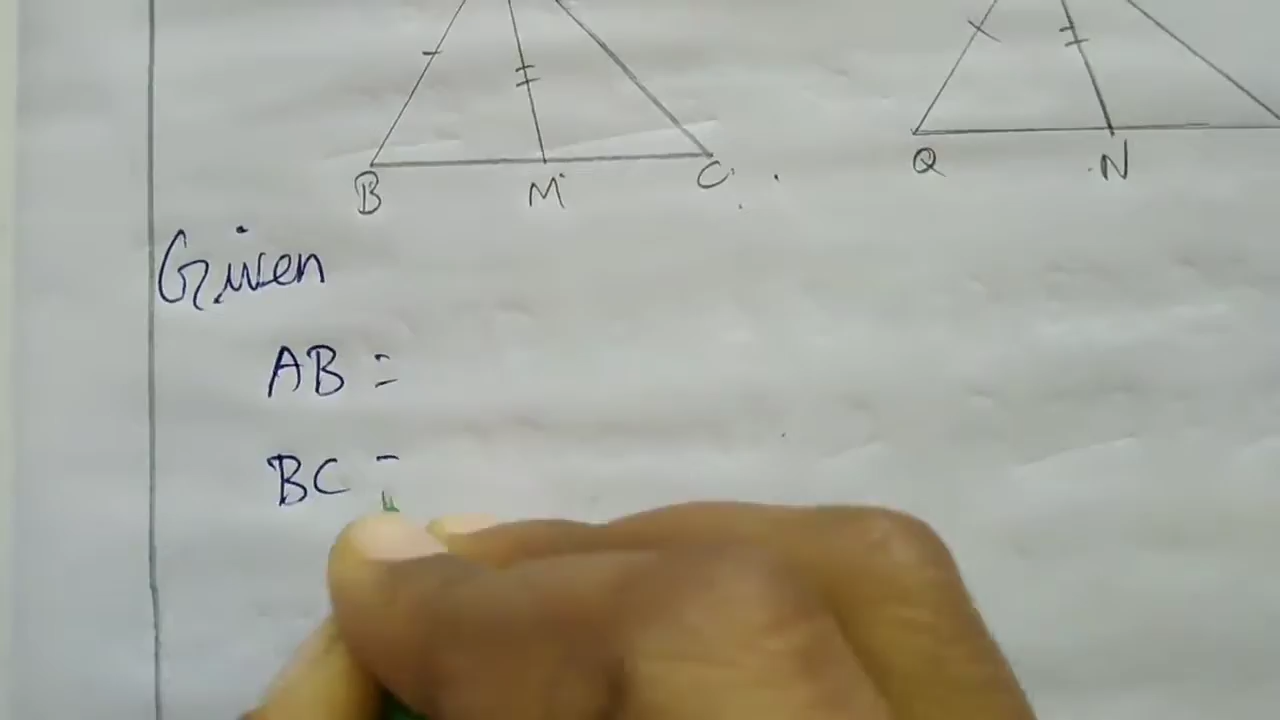 B M C Q N
Given
AB =
BC =